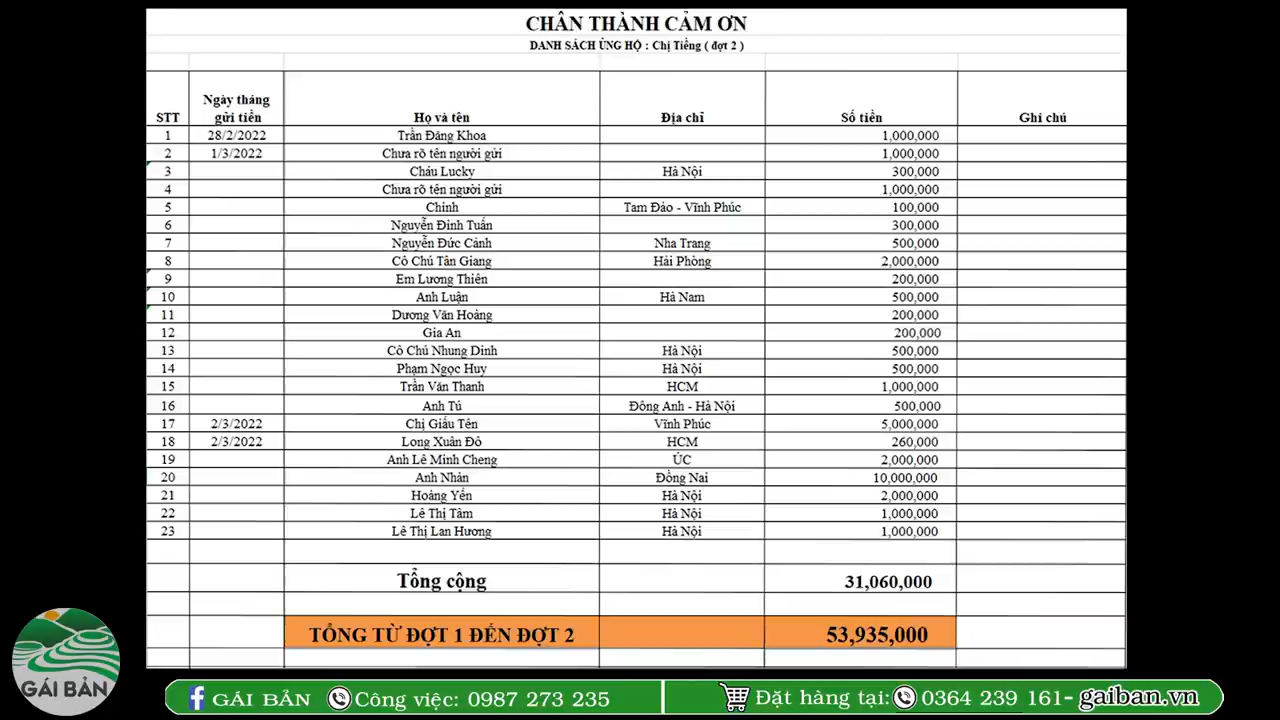 CHÂN THÀNH CẢM ƠN
DANH SÁCH ỦNG HỘ : Chị Tiếng ( đợt 2 )
STT Ngày tháng gửi tiền Họ và tên Địa chỉ Số tiền Ghi chú
1 28/2/2022 Trần Đăng Khoa 1,000,000
2 1/3/2022 Chưa rõ tên người gửi 1,000,000
3 Cháu Lucky Hà Nội 300,000
4 Chưa rõ tên người gửi 1,000,000
5 Chinh Tam Đảo - Vĩnh Phúc 100,000
6 Nguyễn Đình Tuấn 300,000
7 Nguyễn Đức Cảnh Nha Trang 500,000
8 Cô Chú Tân Giang Hải Phòng 2,000,000
9 Em Lương Thiên 200,000
10 Anh Luận Hà Nam 500,000
11 Dương Văn Hoàng 200,000
12 Gia An 200,000
13 Cô Chú Nhung Dinh Hà Nội 500,000
14 Phạm Ngọc Huy Hà Nội 500,000
15 Trần Văn Thanh HCM 1,000,000
16 Anh Tú Đông Anh - Hà Nội 500,000
17 2/3/2022 Chị Giấu Tên Vĩnh Phúc 5,000,000
18 2/3/2022 Long Xuân Đô HCM 260,000
19 Anh Lê Minh Cheng ÚC 2,000,000
20 Anh Nhân Đồng Nai 10,000,000
21 Hoàng Yến Hà Nội 2,000,000
22 Lê Thị Tâm Hà Nội 1,000,000
23 Lê Thị Lan Hương Hà Nội 1,000,000
Tổng cộng 31,060,000
TỔNG TỪ ĐỢT 1 ĐẾN ĐỢT 2 53,935,000
GÁI BẢN
GÁI BẢN Công việc: 0987 273 235 Đặt hàng tại: 0364 239 161- gaiban.vn